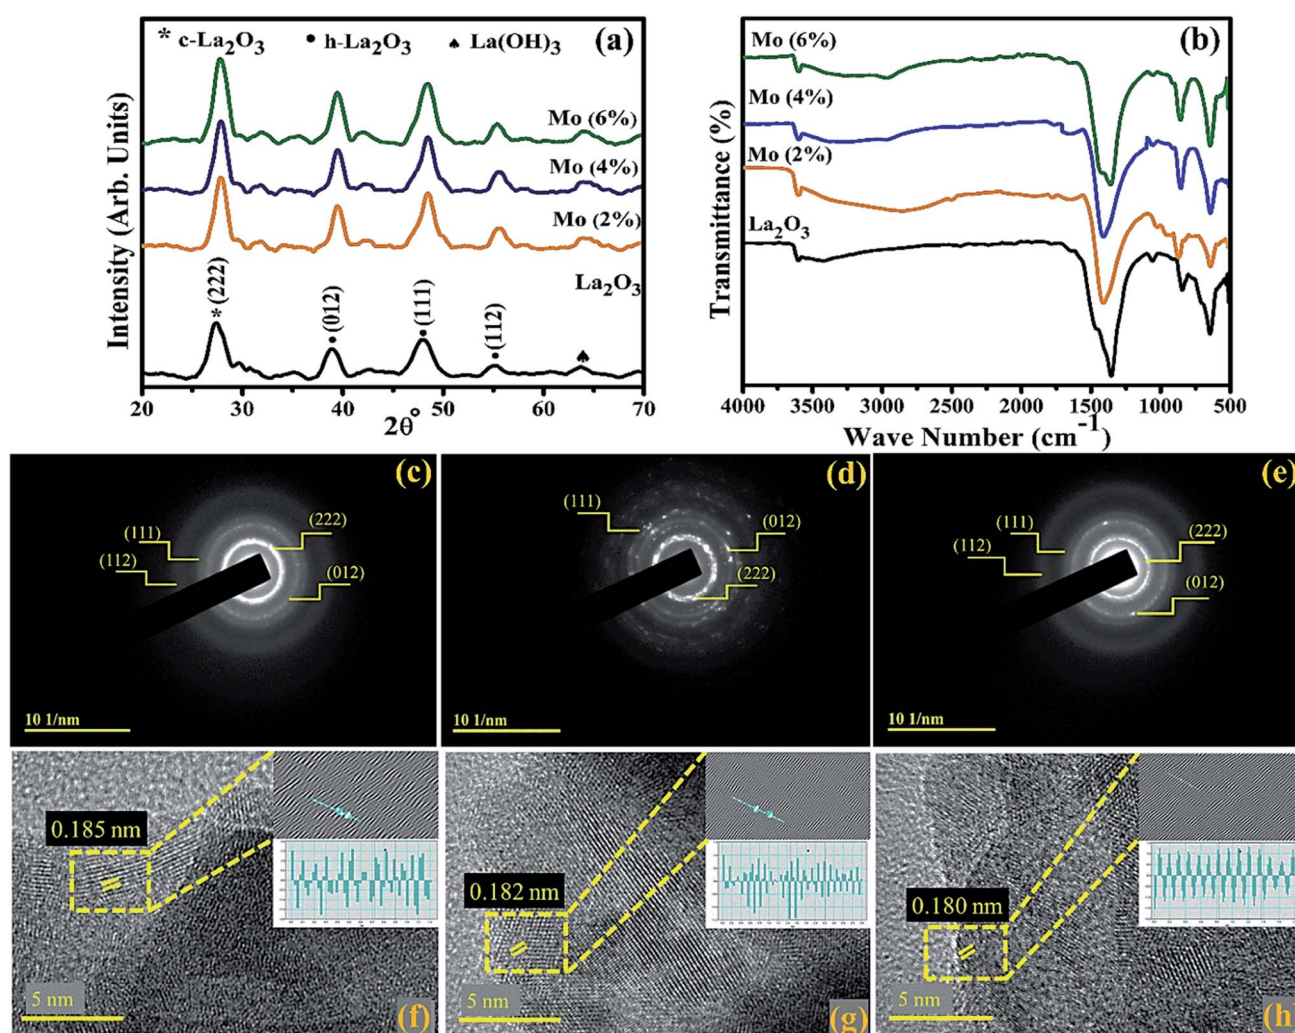 * c-La2O3 • h-La2O3 ♠ La(OH)3 (a)
Mo (6%)
Mo (4%)
Mo (2%)
La2O3
* (222)
•(012)
•(111)
•(112)
♠
Intensity (Arb. Units)
20 30 40 50 60 70
2θ°
(b)
Mo (6%)
Mo (4%)
Mo (2%)
La2O3
Transmittance (%)
4000 3500 3000 2500 2000 1500 1000 500
Wave Number (cm-1)
(c)
(111)
(222)
(112)
(012)
10 1/nm
(d)
(111)
(012)
(222)
10 1/nm
(e)
(111)
(222)
(112)
(012)
10 1/nm
0.185 nm
5 nm
(f)
0.182 nm
5 nm
(g)
0.180 nm
5 nm
(h)